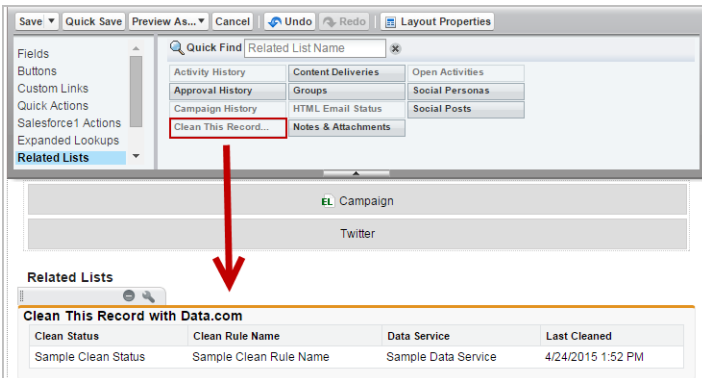 Save Quick Save Preview As... Cancel Undo Redo Layout Properties
Fields
Buttons
Custom Links
Quick Actions
Salesforce1 Actions
Expanded Lookups
Related Lists
Quick Find Related List Name
Activity History Content Deliveries Open Activities
Approval History Groups Social Personas
Campaign History HTML Email Status Social Posts
Clean This Record... Notes & Attachments
EL Campaign
Twitter
Related Lists
Clean This Record with Data.com
Clean Status Clean Rule Name Data Service Last Cleaned
Sample Clean Status Sample Clean Rule Name Sample Data Service 4/24/2015 1:52 PM